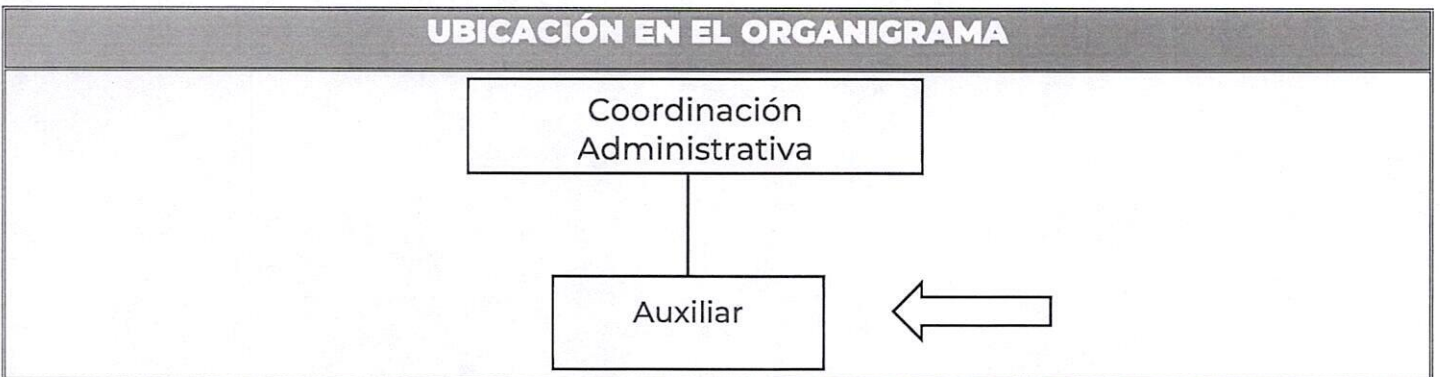 UBICACIÓN EN EL ORGANIGRAMA
Coordinación
Administrativa
Auxiliar